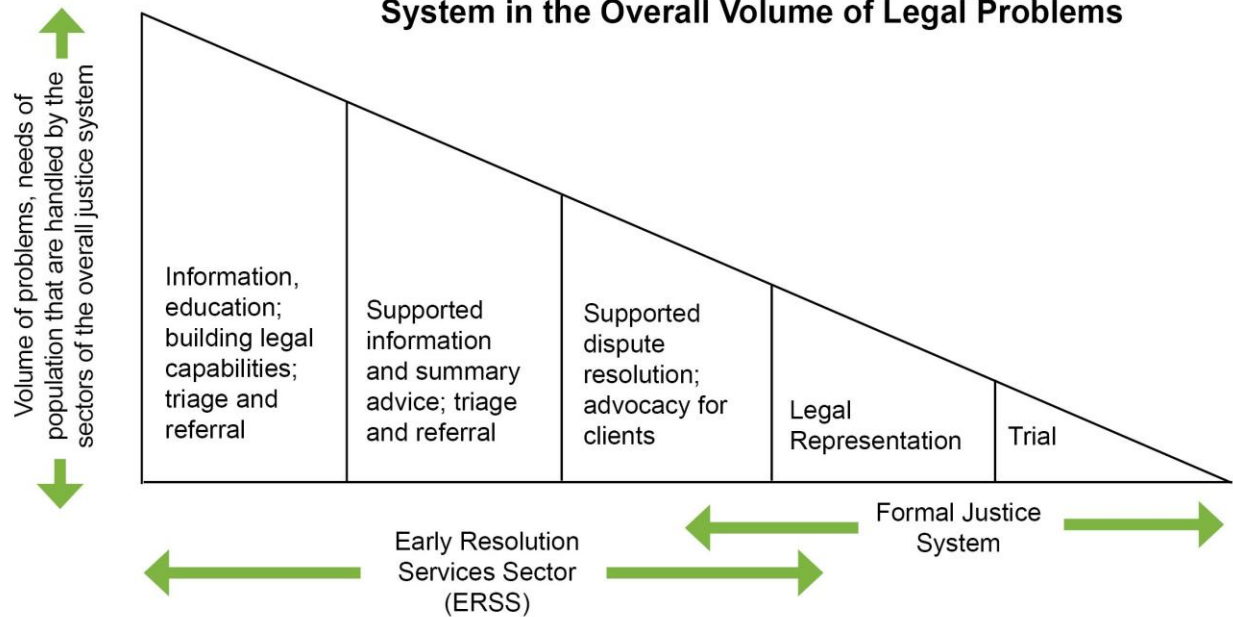 System in the Overall Volume of Legal Problems
Volume of problems, needs of
population that are handled by the
sectors of the overall justice system
Information,
education;
building legal
capabilities;
triage and
referral
Supported
information
and summary
advice; triage
and referral
Supported
dispute
resolution;
advocacy for
clients
Legal
Representation
Trial
Formal Justice
System
Early Resolution
Services Sector
(ERSS)